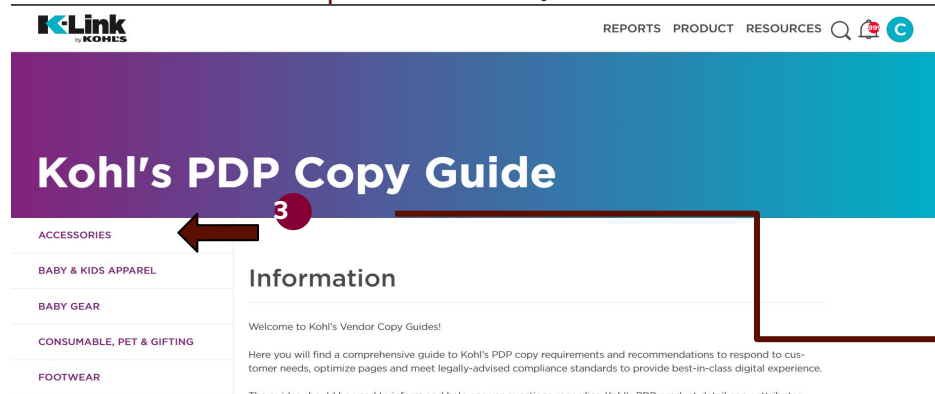 K-Link
by KOHL'S
REPORTS PRODUCT RESOURCES
C
Kohl's PDP Copy Guide
3
ACCESSORIES
BABY & KIDS APPAREL
BABY GEAR
CONSUMABLE, PET & GIFTING
FOOTWEAR
Information
Welcome to Kohl's Vendor Copy Guides!
Here you will find a comprehensive guide to Kohl's PDP copy requirements and recommendations to respond to cus-
tomer needs, optimize pages and meet legally-advised compliance standards to provide best-in-class digital experience.